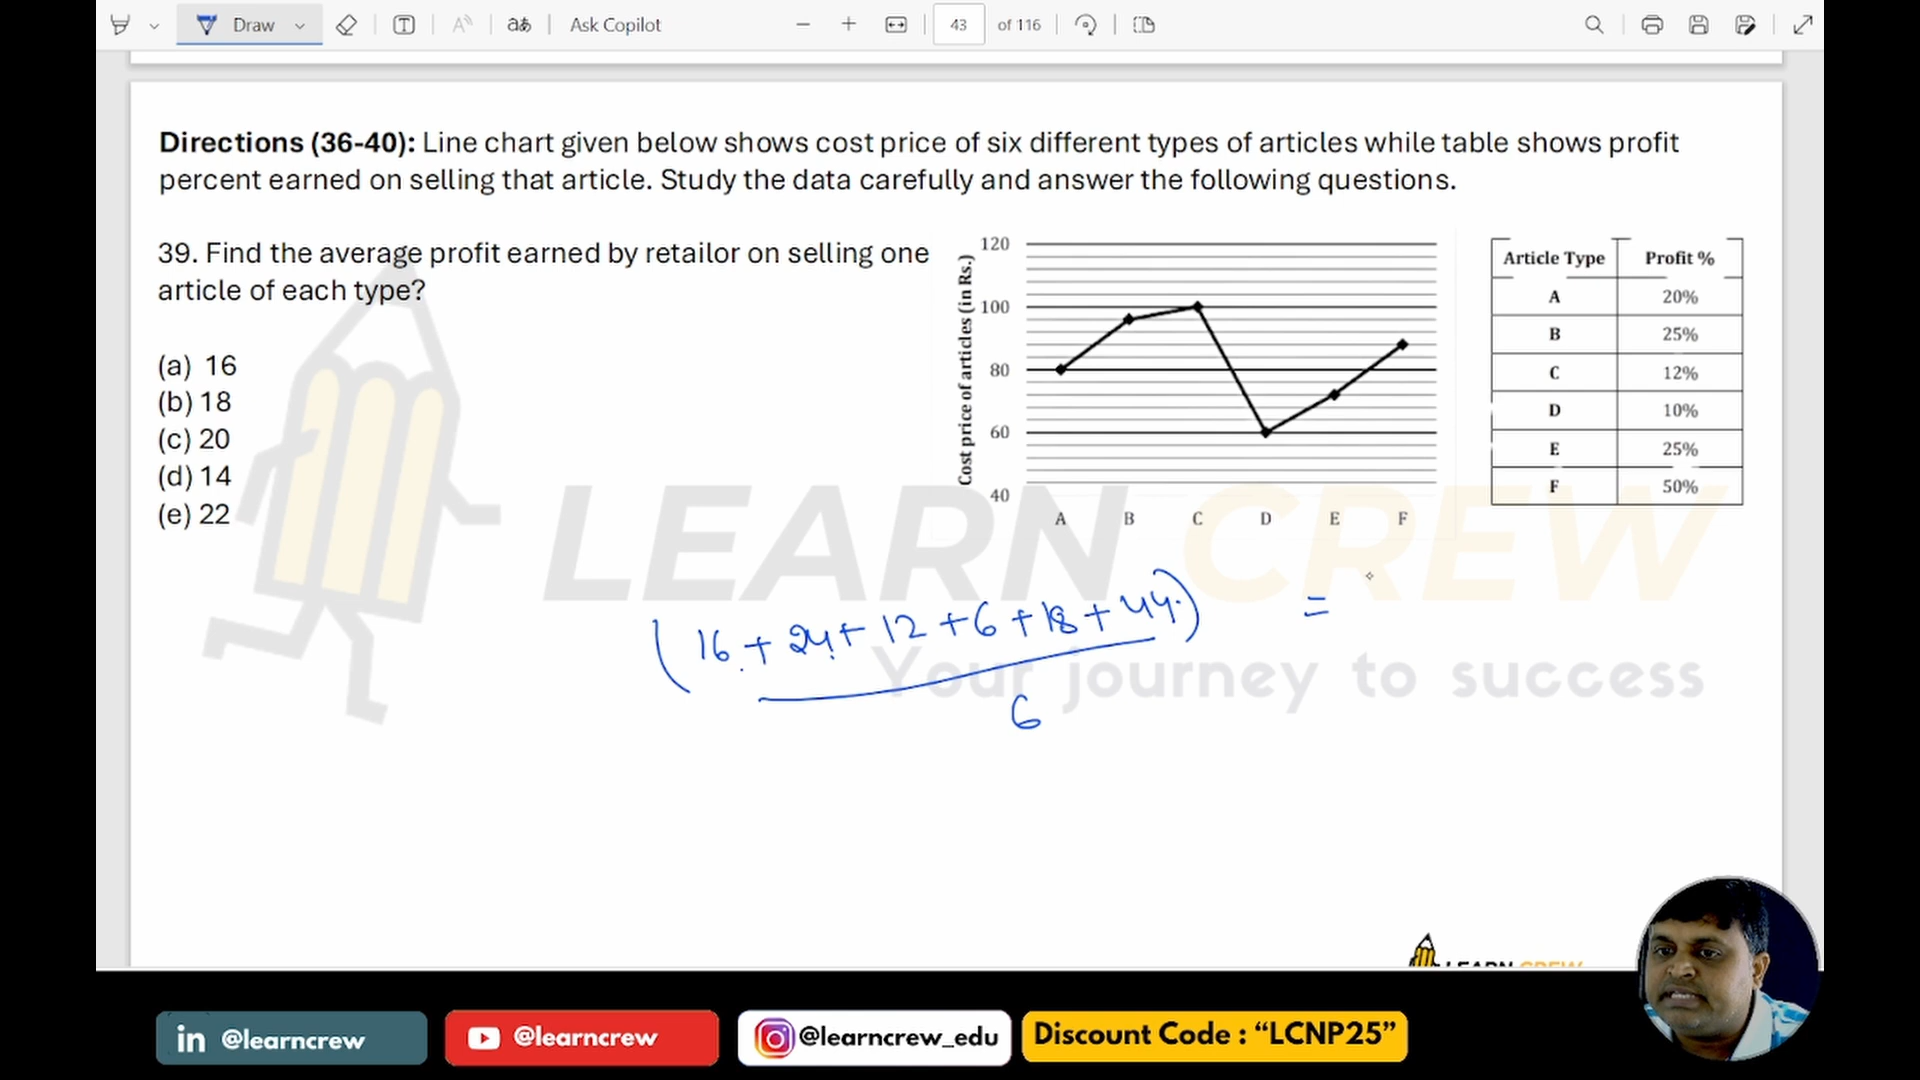 Draw
Ask Copilot
43 of 116
Directions (36-40): Line chart given below shows cost price of six different types of articles while table shows profit
percent earned on selling that article. Study the data carefully and answer the following questions.
39. Find the average profit earned by retailor on selling one
article of each type?
(a) 16
(b) 18
(c) 20
(d) 14
(e) 22
Cost price of articles (in Rs.)
120
100
80
60
40
A B C D E F
Article Type Profit %
A 20%
B 25%
C 12%
D 10%
E 25%
F 50%
LEARN CREW
Your journey to success
(16 + 24 + 12 + 6 + 18 + 44) =
6
LEARN CREW
in @learncrew
@learncrew
@learncrew_edu
Discount Code : “LCNP25”